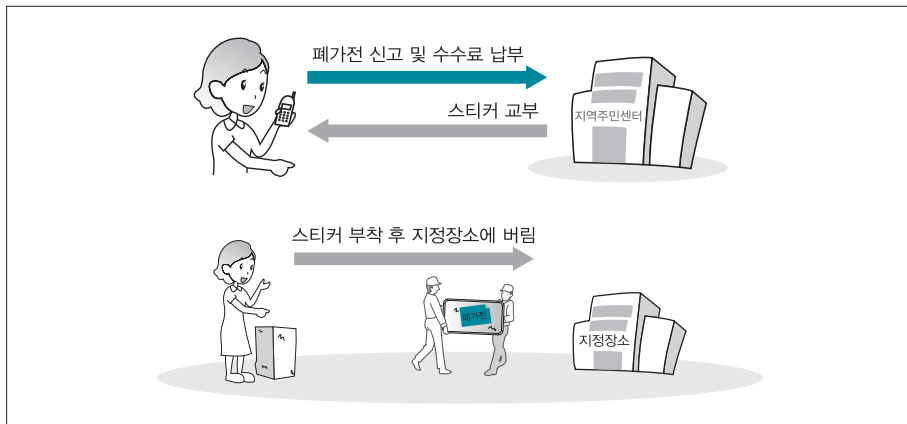 폐가전 신고 및 수수료 납부
스티커 교부
지역주민센터
스티커 부착 후 지정장소에 버림
폐가전
지정장소